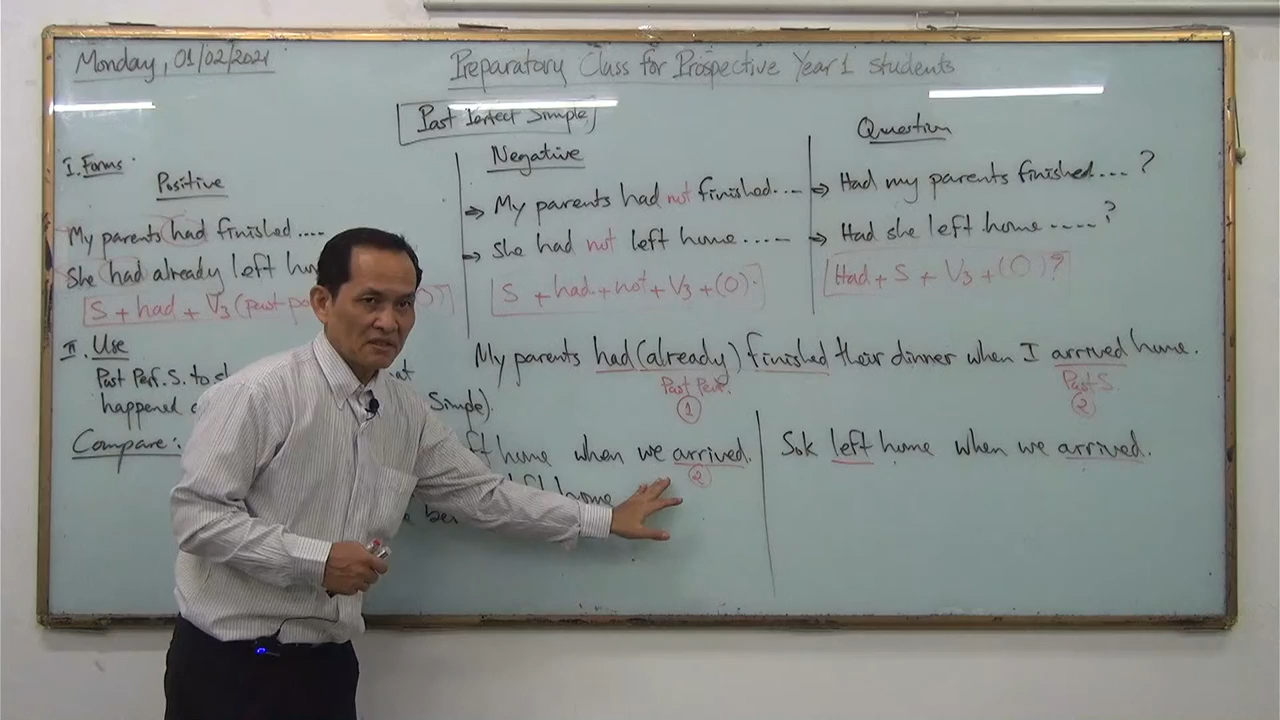 Monday, 01/02/2021
Preparatory Class for Prospective Year 1 students
Past Perfect Simple
I. Forms:
Positive
My parents had finished ....
She had already left
S + had + V3 (past
Negative
⇒ My parents had not finished....
⇒ She had not left home.....
S + had + not + V3 + (O).
Question
⇒ Had my parents finished....?
⇒ Had she left home.....?
Had + S + V3 + (O)?
II. Use
Past Perf. S. to
happened
Simple).
My parents had (already) finished their dinner when I arrived home.
Past Perf.
Past S.
1
2
Compare:
home when we arrived.
2
left home
Sok left home when we arrived.